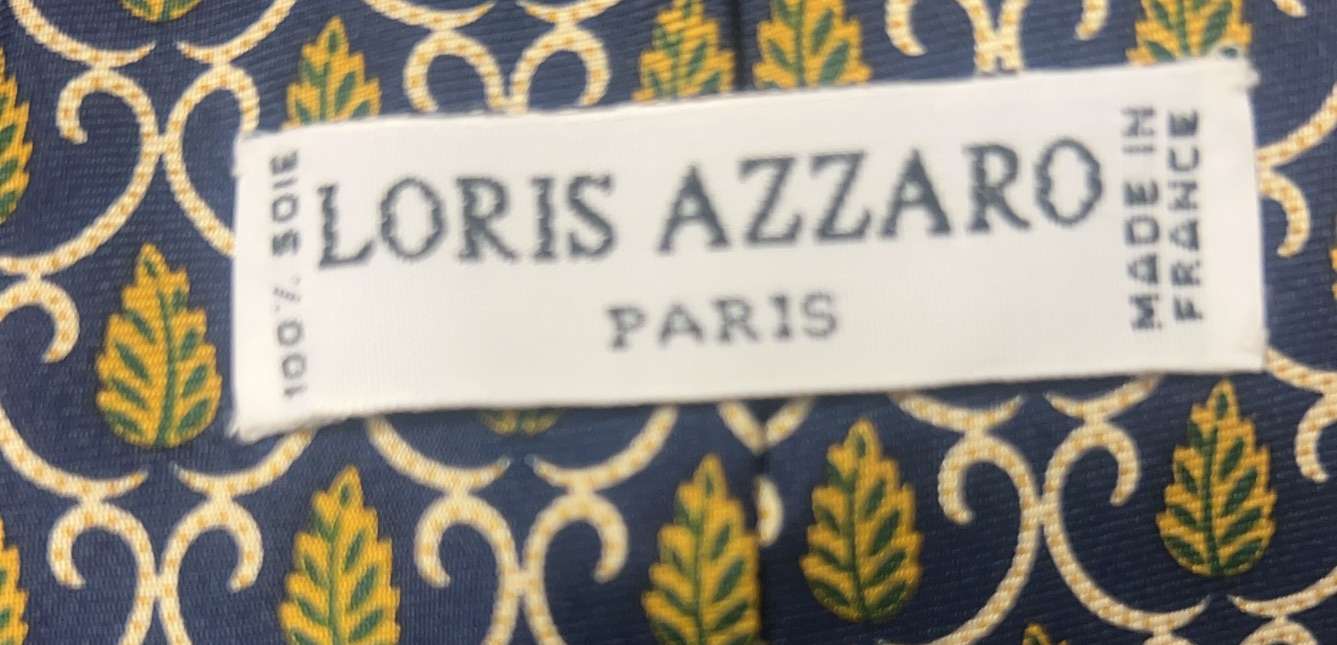 100% SOIE
LORIS AZZARO
PARIS
MADE IN
FRANCE